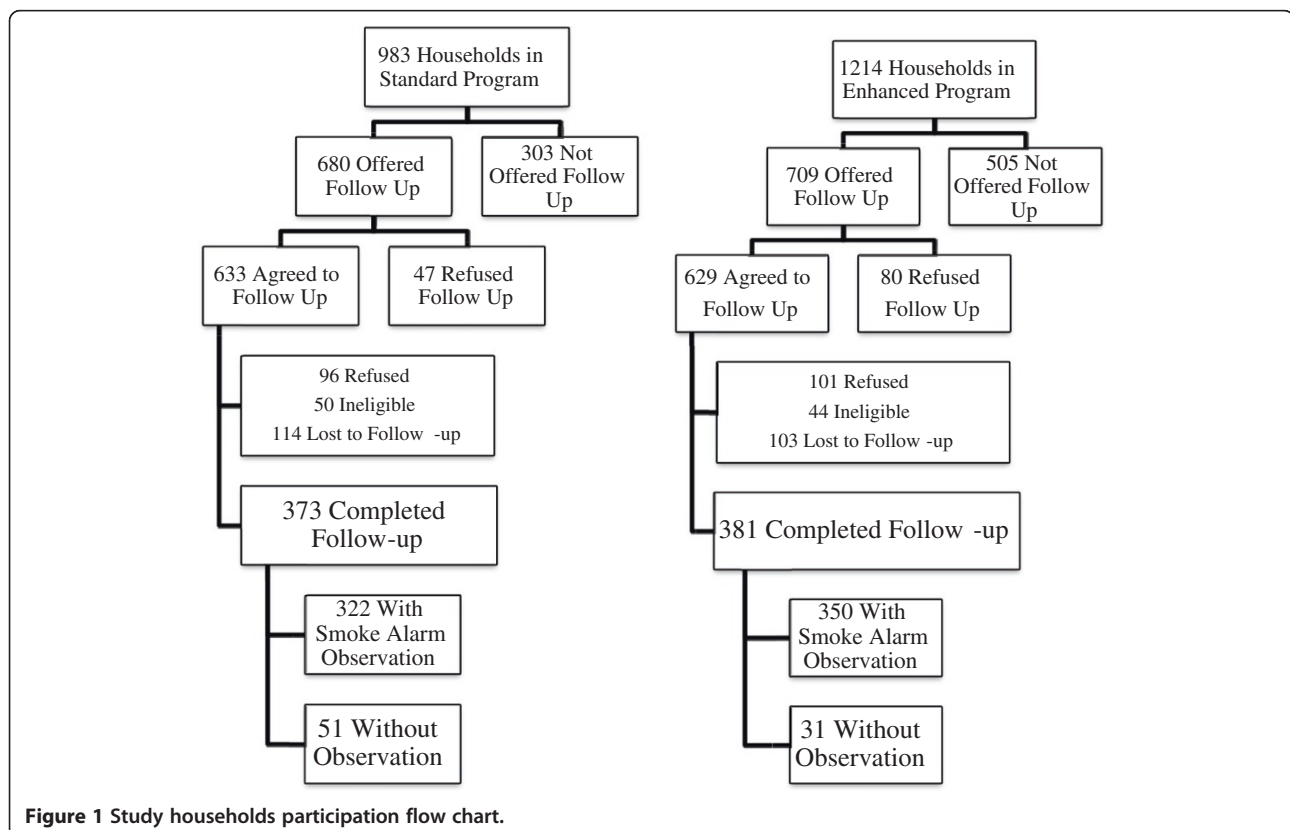 983 Households in
Standard Program
680 Offered
Follow Up
303 Not
Offered Follow
Up
633 Agreed to
Follow Up
47 Refused
Follow Up
96 Refused
50 Ineligible
114 Lost to Follow -up
373 Completed
Follow-up
322 With
Smoke Alarm
Observation
51 Without
Observation
1214 Households in
Enhanced Program
709 Offered
Follow Up
505 Not
Offered Follow
Up
629 Agreed to
Follow Up
80 Refused
Follow Up
101 Refused
44 Ineligible
103 Lost to Follow -up
381 Completed Follow -up
350 With
Smoke Alarm
Observation
31 Without
Observation
Figure 1 Study households participation flow chart.